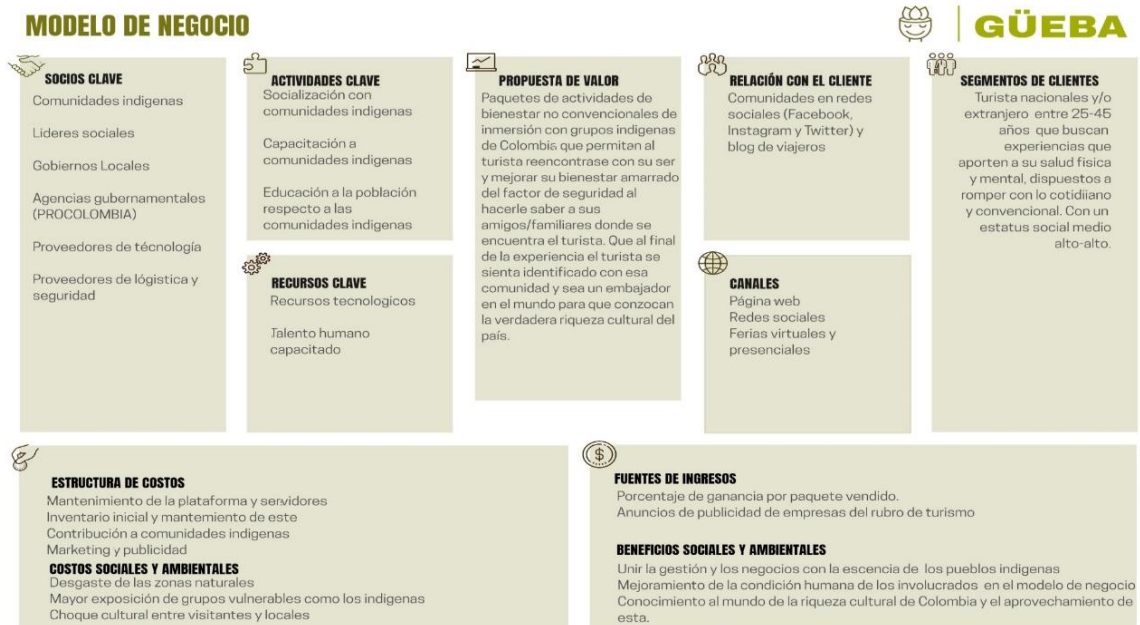 MODELO DE NEGOCIO
GÜEBA
SOCIOS CLAVE
Comunidades indigenas
Lideres sociales
Gobiernos Locales
Agencias gubernamentales
(PROCOLOMBIA)
Proveedores de técnología
Proveedores de lógistica y
seguridad
ACTIVIDADES CLAVE
Socialización con
comunidades indigenas
Capacitación a
comunidades indigenas
Educación a la población
respecto a las
comunidades indigenas
RECURSOS CLAVE
Recursos tecnologicos
Talento humano
capacitado
PROPUESTA DE VALOR
Paquetes de actividades de
bienestar no convencionales de
inmersión con grupos indigenas
de Colombia que permitan al
turista reencontrase con su ser
y mejorar su bienestar amarrado
del factor de seguridad al
hacerle saber a sus
amigos/familiares donde se
encuentra el turista. Que al final
de la experiencia el turista se
sienta identificado con esa
comunidad y sea un embajador
en el mundo para que conzocan
la verdadera riqueza cultural del
país.
RELACIÓN CON EL CLIENTE
Comunidades en redes
sociales (Facebook,
Instagram y Twitter) y
blog de viajeros
CANALES
Página web
Redes sociales
Ferias virtuales y
presenciales
SEGMENTOS DE CLIENTES
Turista nacionales y/o
extranjero entre 25-45
años que buscan
experiencias que
aporten a su salud fisica
y mental, dispuestos a
romper con lo cotidiiano
y convencional. Con un
estatus social medio
alto-alto.
ESTRUCTURA DE COSTOS
Mantenimiento de la plataforma y servidores
Inventario inicial y mantemiento de este
Contribución a comunidades indigenas
Marketing y publicidad
COSTOS SOCIALES Y AMBIENTALES
Desgaste de las zonas naturales
Mayor exposición de grupos vulnerables como los indigenas
Choque cultural entre visitantes y locales
FUENTES DE INGRESOS
Porcentaje de ganancia por paquete vendido.
Anuncios de publicidad de empresas del rubro de turismo
BENEFICIOS SOCIALES Y AMBIENTALES
Unir la gestión y los negocios con la escencia de los pueblos indigenas
Mejoramiento de la condición humana de los involucrados en el modelo de negocio
Conocimiento al mundo de la riqueza cultural de Colombia y el aprovechamiento de
esta.